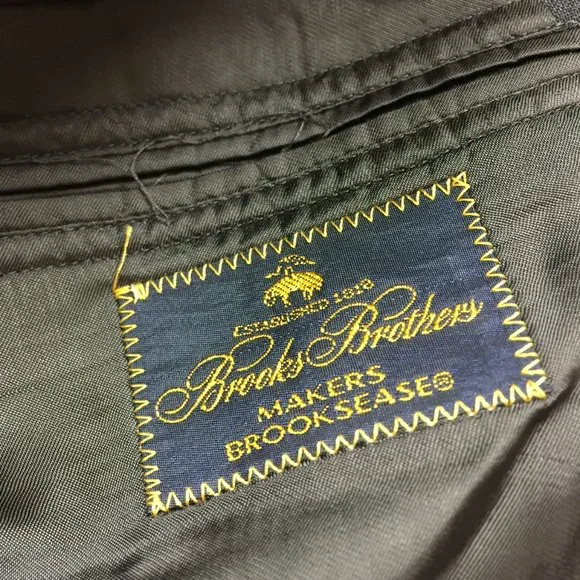 ESTABLISHED 1818
Brooks Brothers
MAKERS
BROOKSEASE®